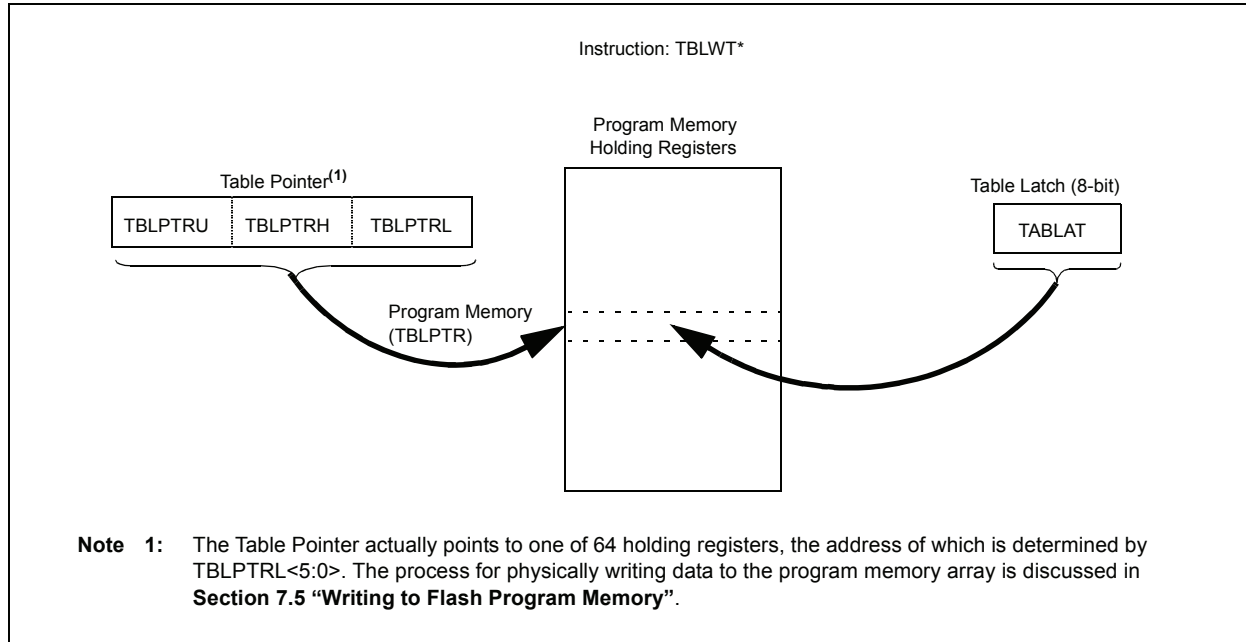 Instruction: TBLWT*
Program Memory
Holding Registers
Table Pointer(1)
Table Latch (8-bit)
TBLPTRU TBLPTRH TBLPTRL
TABLAT
Program Memory
(TBLPTR)
Note 1: The Table Pointer actually points to one of 64 holding registers, the address of which is determined by
TBLPTRL<5:0>. The process for physically writing data to the program memory array is discussed in
Section 7.5 “Writing to Flash Program Memory”.